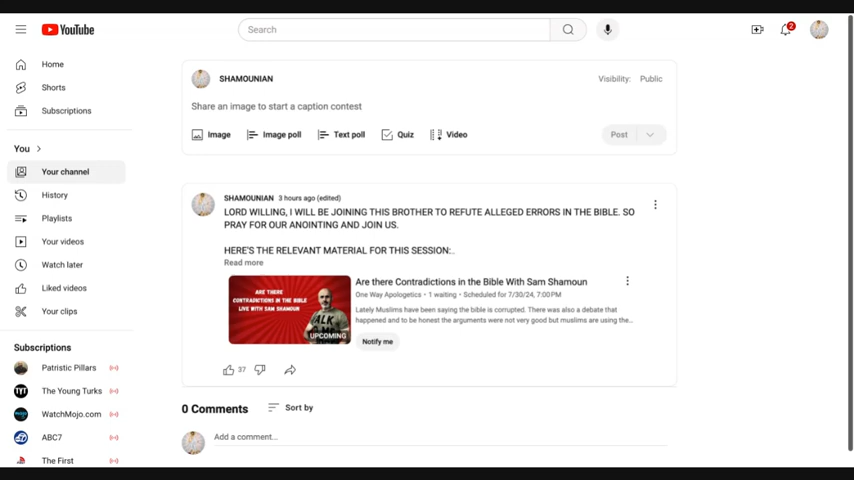 YouTube
Search
2
Home
Shorts
Subscriptions
You
Your channel
History
Playlists
Your videos
Watch later
Liked videos
Your clips
Subscriptions
Patristic Pillars
The Young Turks
WatchMojo.com
ABC7
The First
SHAMOUNIAN
Visibility: Public
Share an image to start a caption contest
Image
Image poll
Text poll
Quiz
Video
Post
SHAMOUNIAN 3 hours ago (edited)
LORD WILLING, I WILL BE JOINING THIS BROTHER TO REFUTE ALLEGED ERRORS IN THE BIBLE. SO
PRAY FOR OUR ANOINTING AND JOIN US.
HERE'S THE RELEVANT MATERIAL FOR THIS SESSION:..
Read more
ARE THERE
CONTRADICTIONS IN THE BIBLE
LIVE WITH SAM SHAMOUN
UPCOMING
Are there Contradictions in the Bible With Sam Shamoun
One Way Apologetics • 1 waiting • Scheduled for 7/30/24, 7:00 PM
Lately Muslims have been saying the bible is corrupted. There was also a debate that
happened and to be honest the arguments were not very good but muslims are using the...
Notify me
37
0 Comments
Sort by
Add a comment...